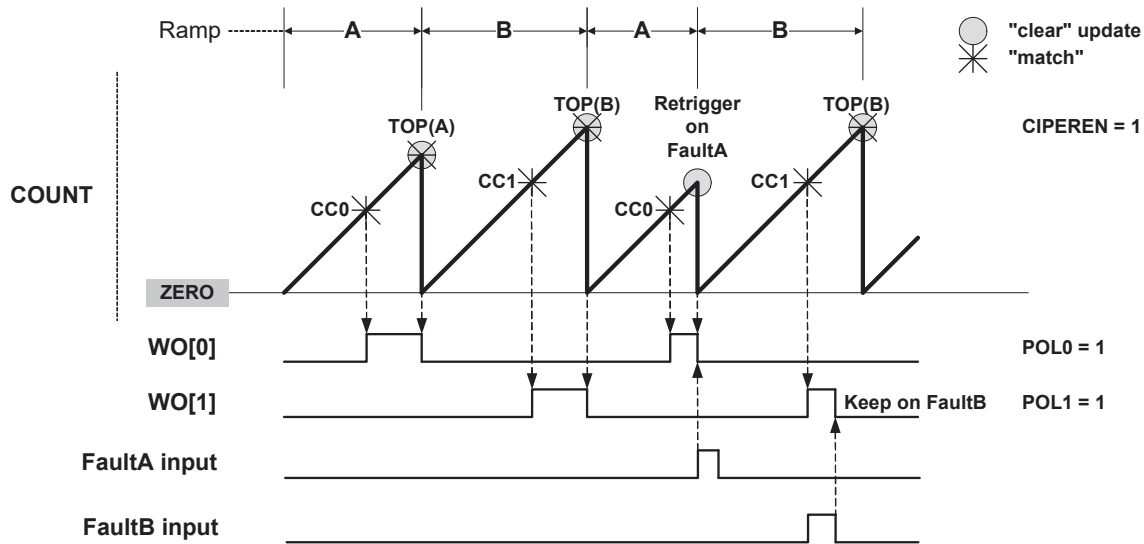 Ramp A B A B "clear" update
"match"
TOP(A) TOP(B) Retrigger on FaultA TOP(B) CIPEREN = 1
COUNT
CC0 CC1 CC0 CC1
ZERO
WO[0] POL0 = 1
WO[1] Keep on FaultB POL1 = 1
FaultA input
FaultB input